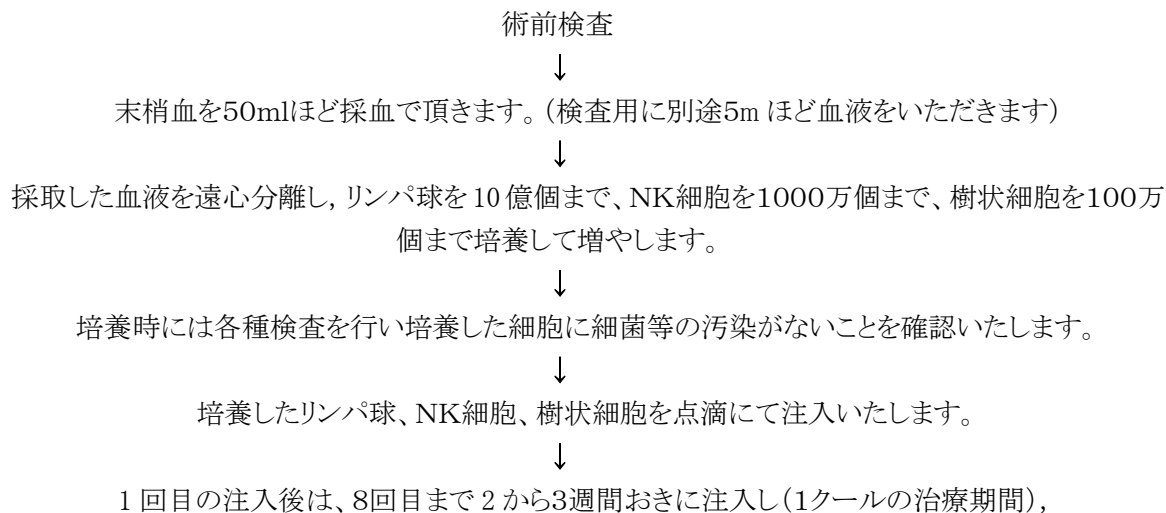 術前検査
↓
末梢血を50mlほど採血で頂きます。(検査用に別途5m ほど血液をいただきます)
↓
採取した血液を遠心分離し, リンパ球を 10 億個まで、NK細胞を1000万個まで、樹状細胞を100万
個まで培養して増やします。
↓
培養時には各種検査を行い培養した細胞に細菌等の汚染がないことを確認いたします。
↓
培養したリンパ球、NK細胞、樹状細胞を点滴にて注入いたします。
↓
1 回目の注入後は、8回目まで 2 から3週間おきに注入し(1クールの治療期間),